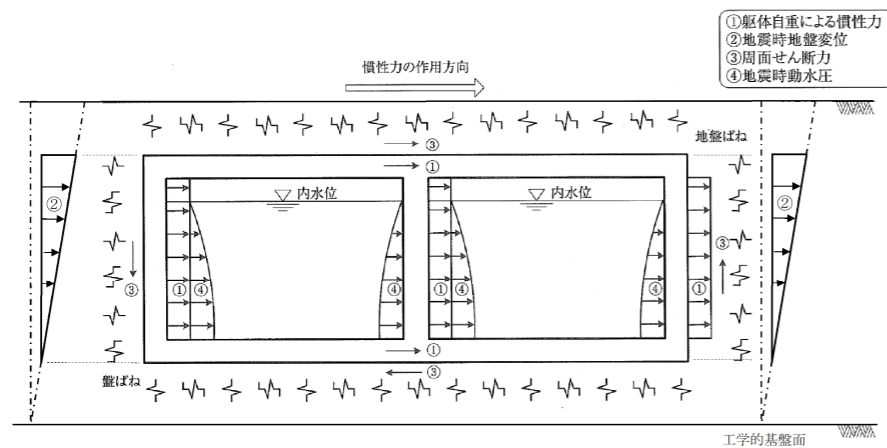 ①躯体自重による慣性力
②地震時地盤変位
③周面せん断力
④地震時動水圧
慣性力の作用方向
③
地盤ばね
①
②
内水位
内水位
②
③
③
①
④
④
①
④
④
①
①
③
盤ばね
工学的基盤面